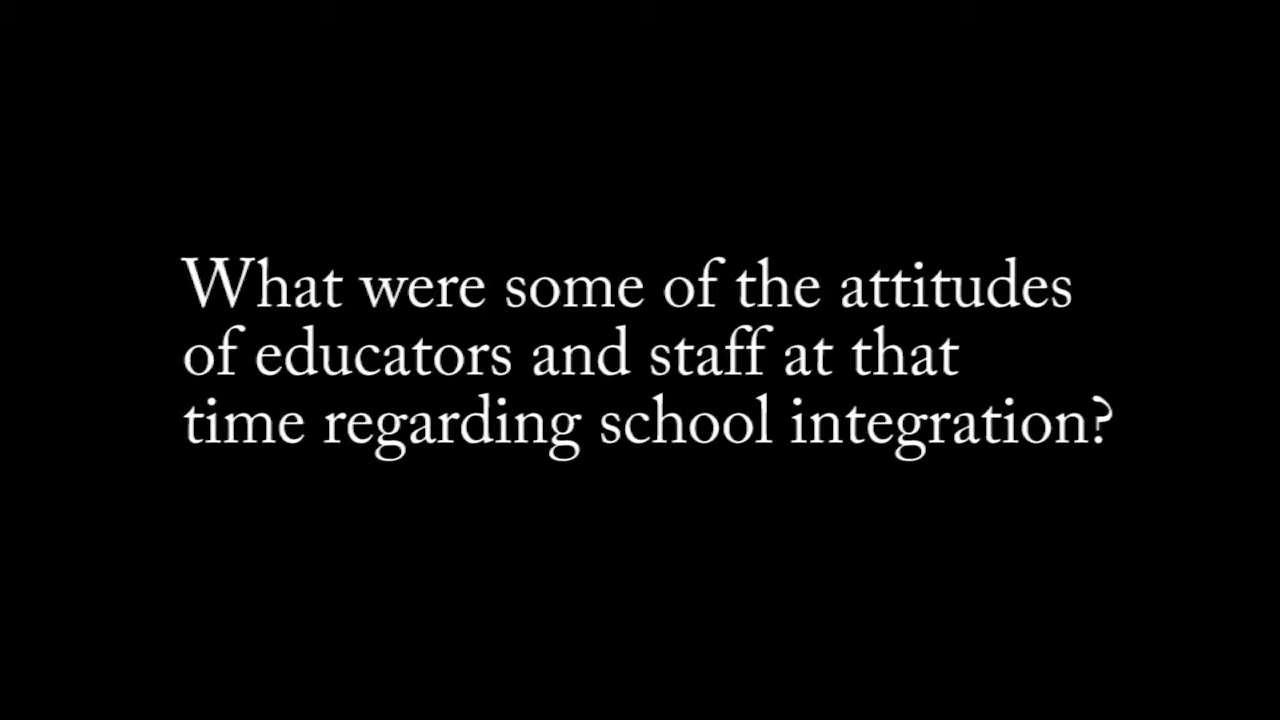 What were some of the attitudes
of educators and staff at that
time regarding school integration?